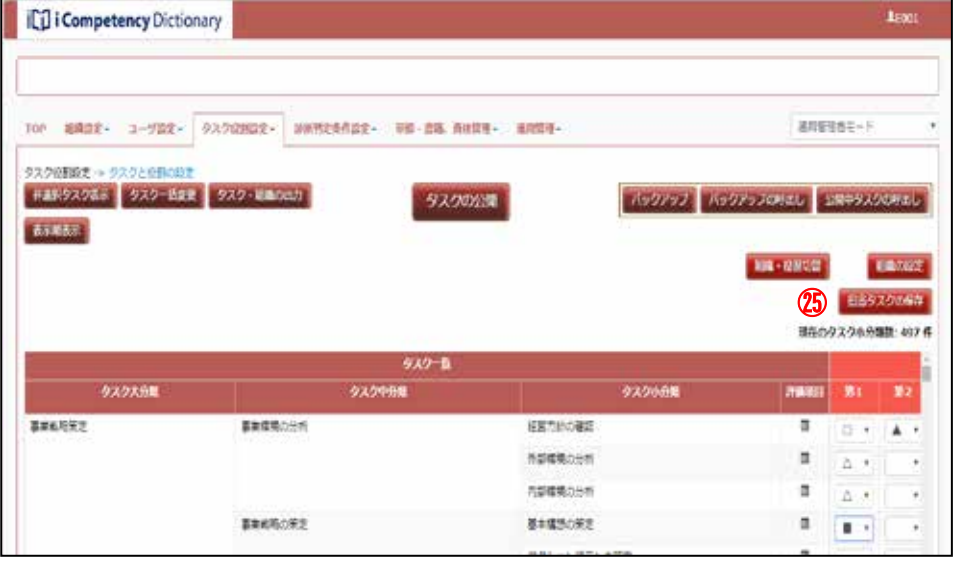 i Competency Dictionary
E001
TOP 組織設定 ユーザ設定 タスク役割設定 診断判定条件設定 運用管理
運用管理者モード
タスク役割設定 -> タスクと役割の設定
非選択タスク表示 タスク一括変更 タスク・組織の出力 タスクの公開 バックアップ バックアップの呼出し 公開中タスクの呼出し
表示順表示
組織・役割切替 組織の設定
㉕ 担当タスクの保存
現在のタスク小分類数: 497 件
タスク一覧
タスク大分類 タスク中分類 タスク小分類 評価項目 第1 第2
事業戦略策定 事業環境の分析 経営方針の確認 □ ▲
外部環境の分析 △
内部環境の分析 △
事業戦略の策定 基本構想の策定 ■